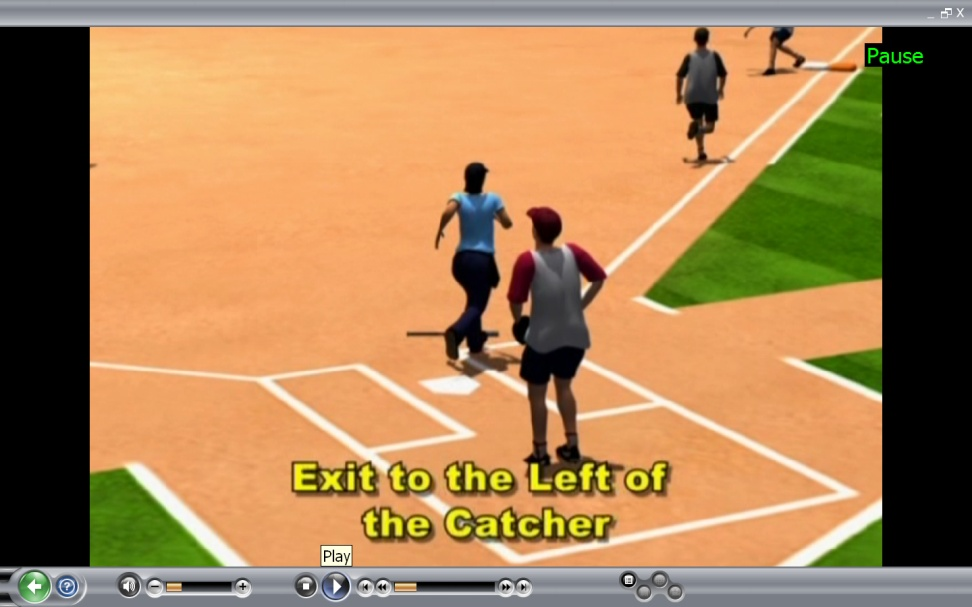 Pause
Exit to the Left of
the Catcher
Play